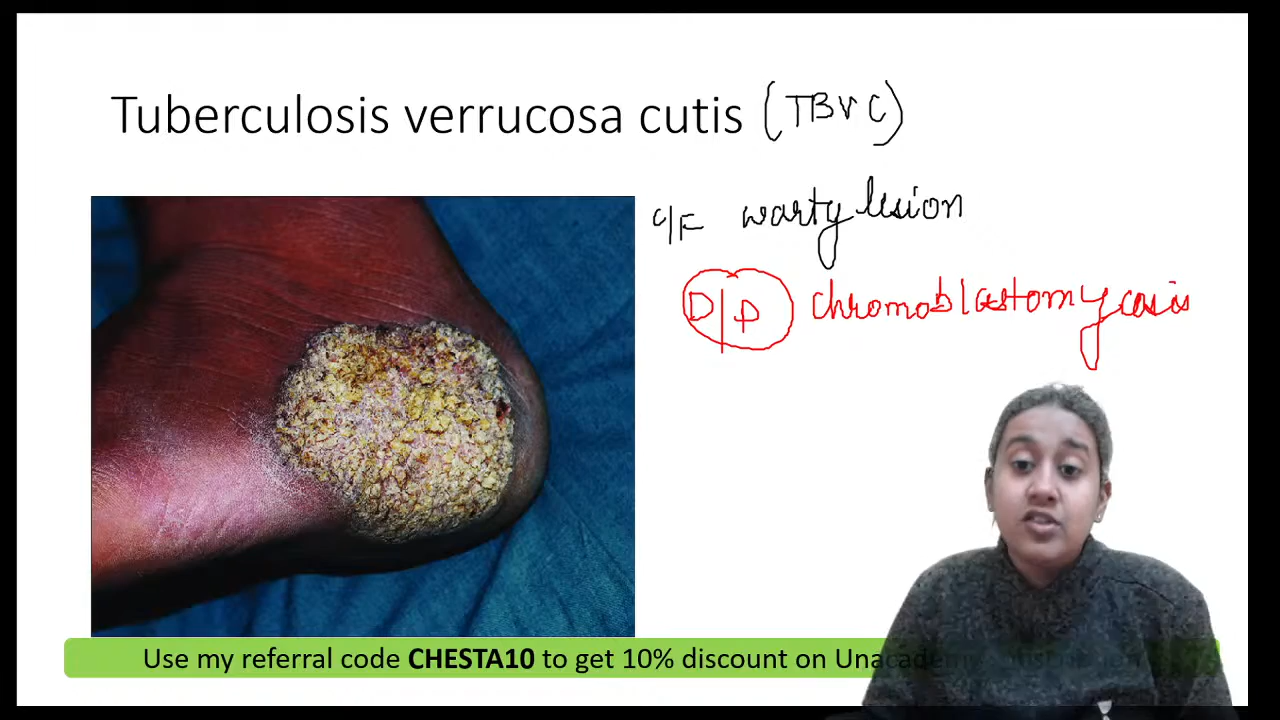 Tuberculosis verrucosa cutis (TBVC)
C/F warty lesion
D/D chromoblastomycosis
Use my referral code CHESTA10 to get 10% discount on Unacademy